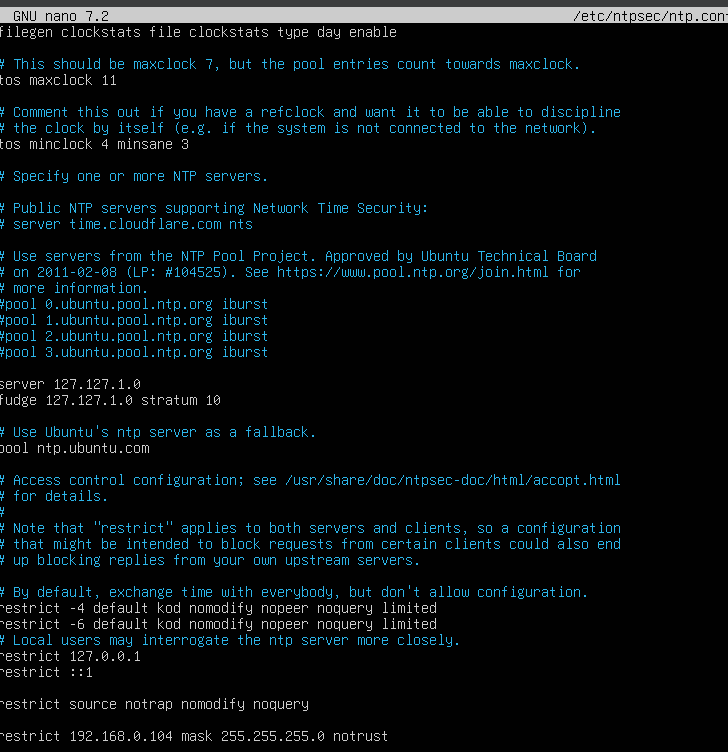 GNU nano 7.2 /etc/ntpsec/ntp.con
filegen clockstats file clockstats type day enable
# This should be maxclock 7, but the pool entries count towards maxclock.
tos maxclock 11
# Comment this out if you have a refclock and want it to be able to discipline
# the clock by itself (e.g. if the system is not connected to the network).
tos minclock 4 minsane 3
# Specify one or more NTP servers.
# Public NTP servers supporting Network Time Security:
# server time.cloudflare.com nts
# Use servers from the NTP Pool Project. Approved by Ubuntu Technical Board
# on 2011-02-08 (LP: #104525). See https://www.pool.ntp.org/join.html for
# more information.
#pool 0.ubuntu.pool.ntp.org iburst
#pool 1.ubuntu.pool.ntp.org iburst
#pool 2.ubuntu.pool.ntp.org iburst
#pool 3.ubuntu.pool.ntp.org iburst
server 127.127.1.0
fudge 127.127.1.0 stratum 10
# Use Ubuntu's ntp server as a fallback.
pool ntp.ubuntu.com
# Access control configuration; see /usr/share/doc/ntpsec-doc/html/accopt.html
# for details.
#
# Note that "restrict" applies to both servers and clients, so a configuration
# that might be intended to block requests from certain clients could also end
# up blocking replies from your own upstream servers.
# By default, exchange time with everybody, but don't allow configuration.
restrict -4 default kod nomodify nopeer noquery limited
restrict -6 default kod nomodify nopeer noquery limited
# Local users may interrogate the ntp server more closely.
restrict 127.0.0.1
restrict ::1
restrict source notrap nomodify noquery
restrict 192.168.0.104 mask 255.255.255.0 notrust